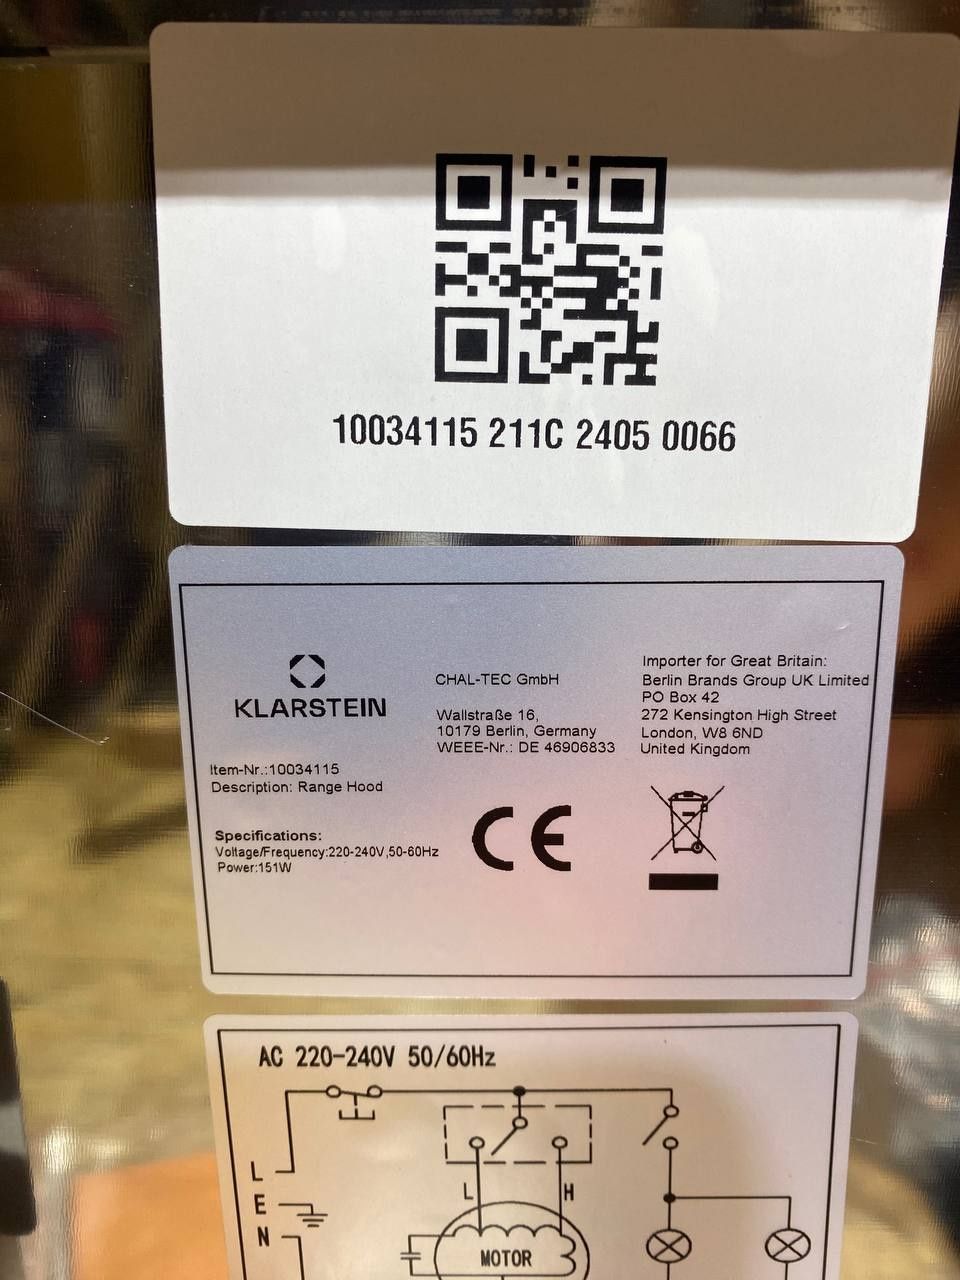 10034115 211C 2405 0066
KLARSTEIN
Item-Nr.:10034115
Description: Range Hood
Specifications:
Voltage/Frequency:220-240V,50-60Hz
Power:151W
CHAL-TEC GmbH
Wallstraße 16,
10179 Berlin, Germany
WEEE-Nr.: DE 46906833
Importer for Great Britain:
Berlin Brands Group UK Limited
PO Box 42
272 Kensington High Street
London, W8 6ND
United Kingdom
CE
AC 220-240V 50/60Hz
L
E
N
L H
MOTOR